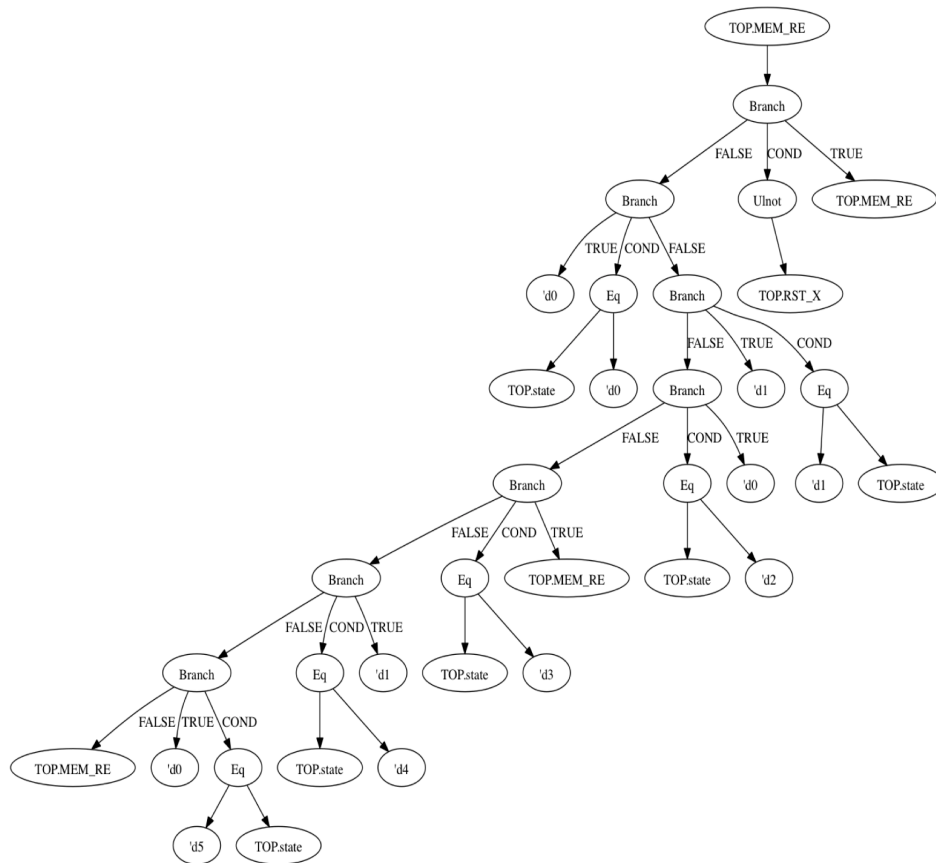 TOP.MEM_RE
Branch
FALSE COND TRUE
Branch Ulnot TOP.MEM_RE
TRUE COND FALSE
'd0 Eq Branch TOP.RST_X
FALSE TRUE COND
TOP.state 'd0 Branch 'd1 Eq
FALSE COND TRUE
Branch Eq 'd0 'd1 TOP.state
FALSE COND TRUE
Branch Eq TOP.MEM_RE TOP.state 'd2
FALSE COND TRUE
Branch Eq 'd1 TOP.state 'd3
FALSE TRUE COND
TOP.MEM_RE 'd0 Eq TOP.state 'd4
'd5 TOP.state